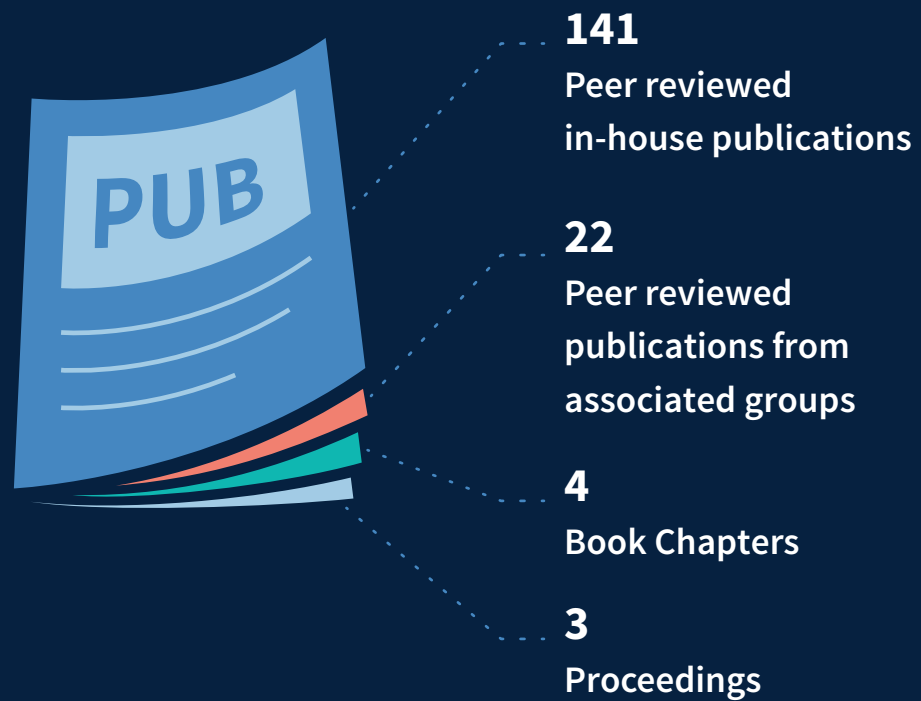 PUB
141
Peer reviewed
in-house publications
22
Peer reviewed
publications from
associated groups
4
Book Chapters
3
Proceedings